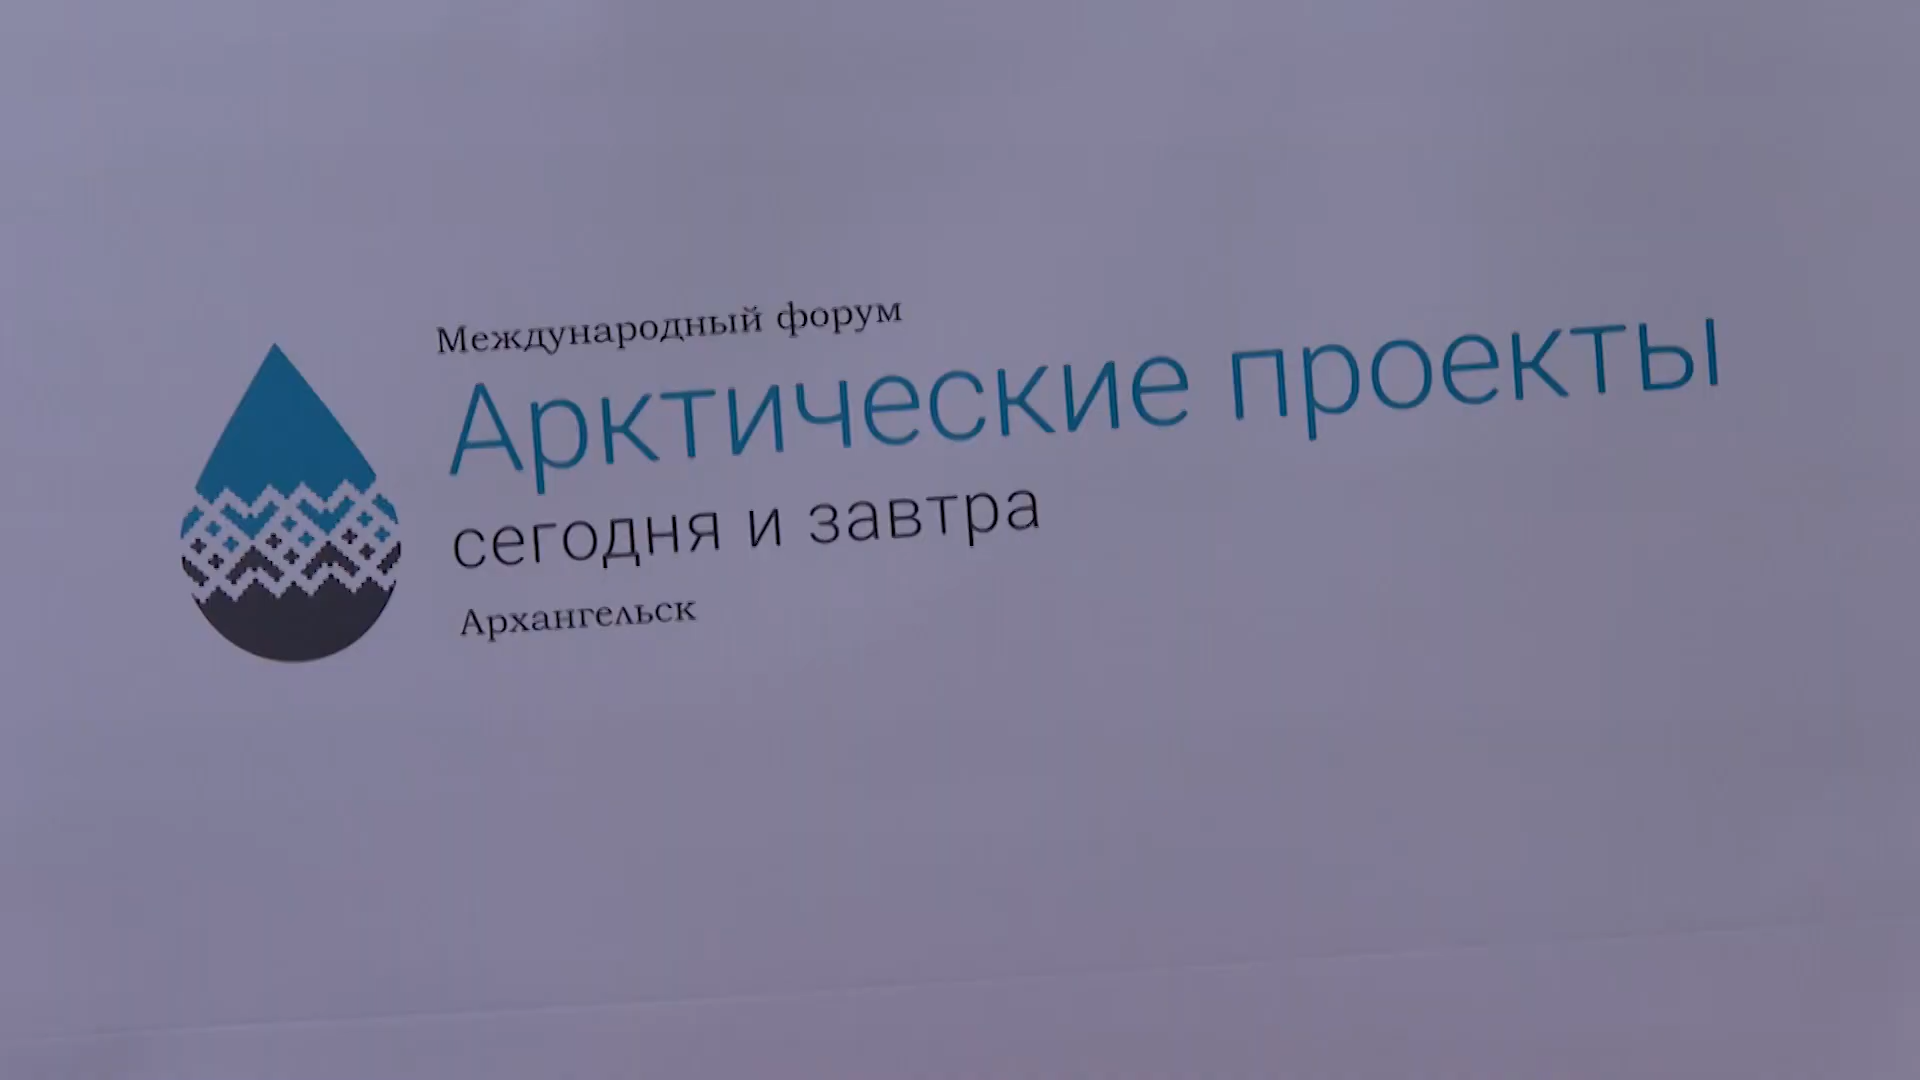 Международный форум
Арктические проекты
сегодня и завтра
Архангельск